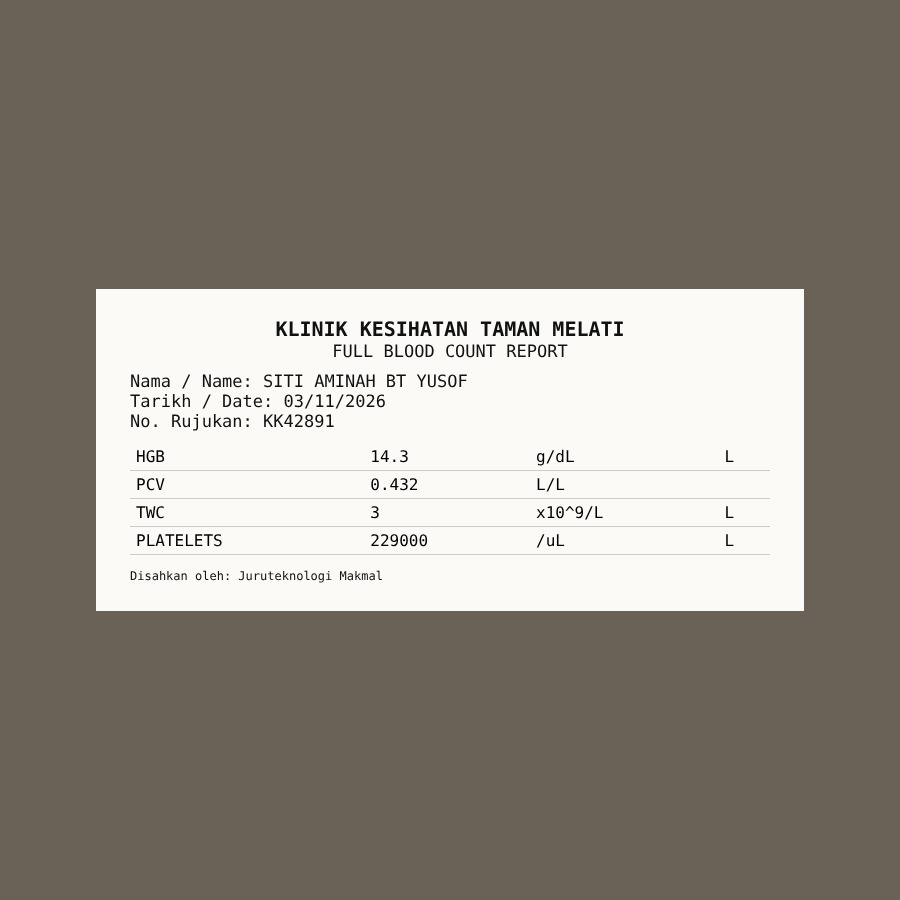 KLINIK KESIHATAN TAMAN MELATI
FULL BLOOD COUNT REPORT
Nama / Name: SITI AMINAH BT YUSOF
Tarikh / Date: 03/11/2026
No. Rujukan: KK42891
HGB 14.3 g/dL L
PCV 0.432 L/L
TWC 3 x10^9/L L
PLATELETS 229000 /uL L
Disahkan oleh: Juruteknologi Makmal